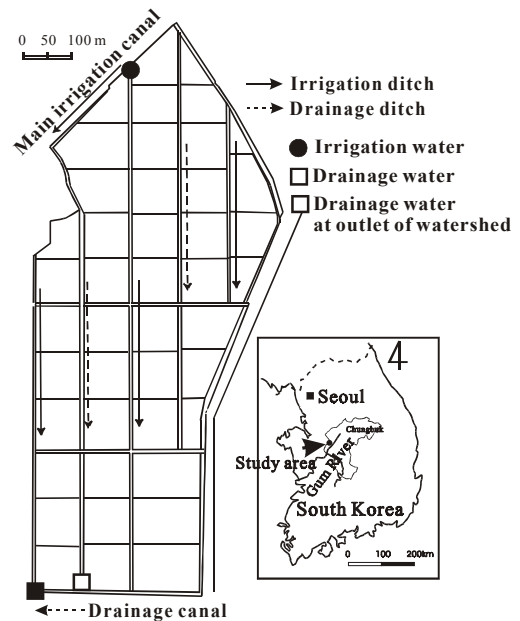 0 50 100 m
Main irrigation canal
Irrigation ditch
Drainage ditch
Irrigation water
Drainage water
Drainage water
at outlet of watershed
4
Seoul
Chungbuk
Study area
Gum River
South Korea
0 100 200km
Drainage canal